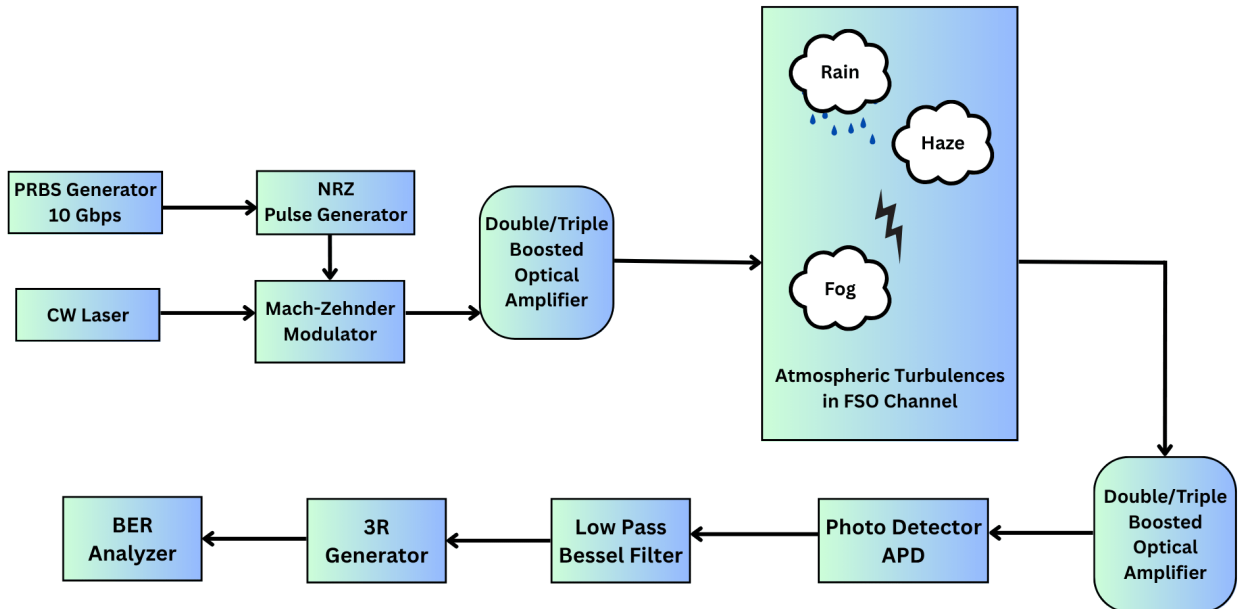 PRBS Generator
10 Gbps
NRZ
Pulse Generator
CW Laser
Mach-Zehnder
Modulator
Double/Triple
Boosted
Optical
Amplifier
Rain
Haze
Fog
Atmospheric Turbulences
in FSO Channel
Double/Triple
Boosted
Optical
Amplifier
Photo Detector
APD
Low Pass
Bessel Filter
3R
Generator
BER
Analyzer